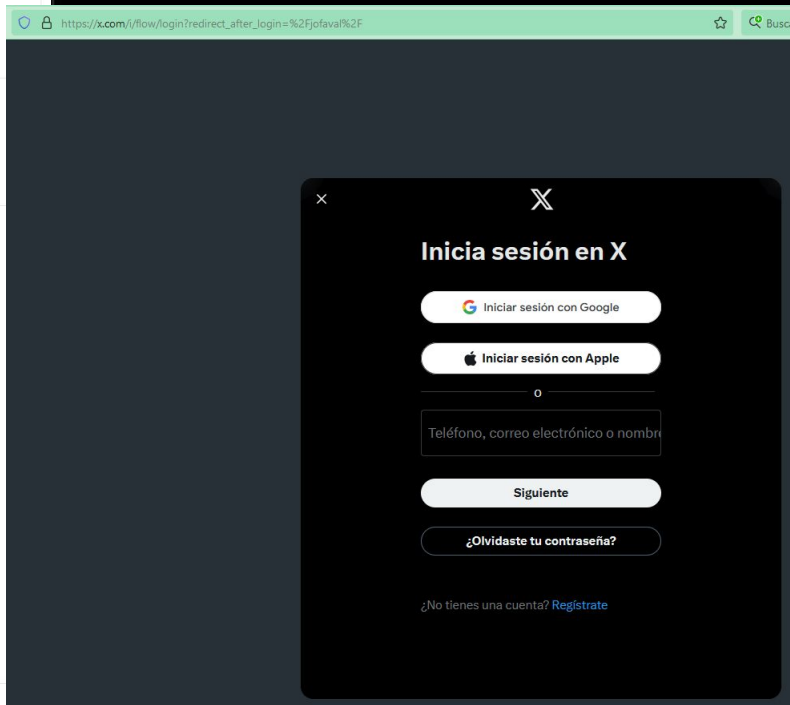 https://x.com/i/flow/login?redirect_after_login=%2Fjofaval%2F
Busca
Inicia sesión en X
Iniciar sesión con Google
Iniciar sesión con Apple
o
Teléfono, correo electrónico o nombre
Siguiente
¿Olvidaste tu contraseña?
¿No tienes una cuenta? Regístrate